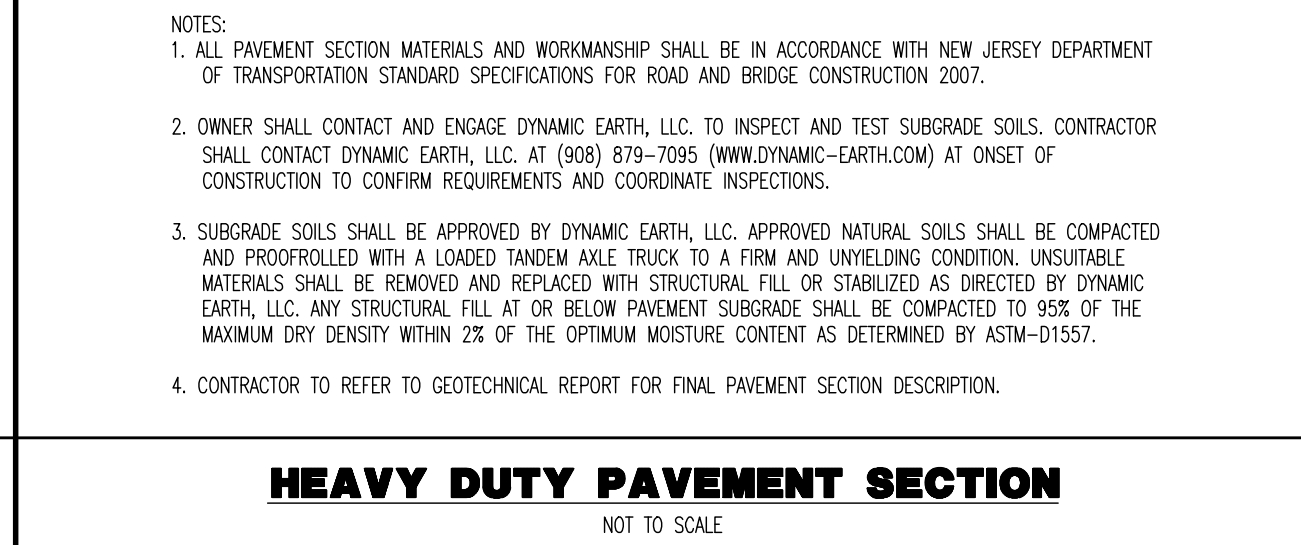 NOTES:
1. ALL PAVEMENT SECTION MATERIALS AND WORKMANSHIP SHALL BE IN ACCORDANCE WITH NEW JERSEY DEPARTMENT
OF TRANSPORTATION STANDARD SPECIFICATIONS FOR ROAD AND BRIDGE CONSTRUCTION 2007.
2. OWNER SHALL CONTACT AND ENGAGE DYNAMIC EARTH, LLC. TO INSPECT AND TEST SUBGRADE SOILS. CONTRACTOR
SHALL CONTACT DYNAMIC EARTH, LLC. AT (908) 879-7095 (WWW.DYNAMIC-EARTH.COM) AT ONSET OF
CONSTRUCTION TO CONFIRM REQUIREMENTS AND COORDINATE INSPECTIONS.
3. SUBGRADE SOILS SHALL BE APPROVED BY DYNAMIC EARTH, LLC. APPROVED NATURAL SOILS SHALL BE COMPACTED
AND PROOFROLLED WITH A LOADED TANDEM AXLE TRUCK TO A FIRM AND UNYIELDING CONDITION. UNSUITABLE
MATERIALS SHALL BE REMOVED AND REPLACED WITH STRUCTURAL FILL OR STABILIZED AS DIRECTED BY DYNAMIC
EARTH, LLC. ANY STRUCTURAL FILL AT OR BELOW PAVEMENT SUBGRADE SHALL BE COMPACTED TO 95% OF THE
MAXIMUM DRY DENSITY WITHIN 2% OF THE OPTIMUM MOISTURE CONTENT AS DETERMINED BY ASTM-D1557.
4. CONTRACTOR TO REFER TO GEOTECHNICAL REPORT FOR FINAL PAVEMENT SECTION DESCRIPTION.
HEAVY DUTY PAVEMENT SECTION
NOT TO SCALE